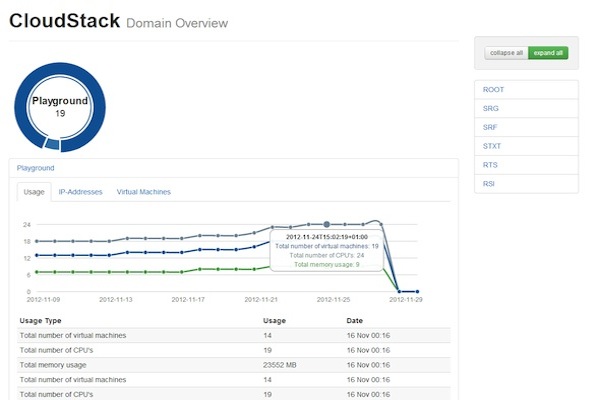 CloudStack Domain Overview
collapse all expand all
Playground
19
ROOT
SRG
SRF
STXT
RTS
RSI
Playground
Usage IP-Addresses Virtual Machines
24
18
12
6
0
2012-11-24T15:02:19+01:00
Total number of virtual machines: 19
Total number of CPU's: 24
Total memory usage: 9
2012-11-09 2012-11-13 2012-11-17 2012-11-21 2012-11-25 2012-11-29
Usage Type Usage Date
Total number of virtual machines 14 16 Nov 00:16
Total number of CPU's 19 16 Nov 00:16
Total memory usage 23552 MB 16 Nov 00:16
Total number of virtual machines 14 16 Nov 00:16
Total number of CPU's 19 16 Nov 00:16